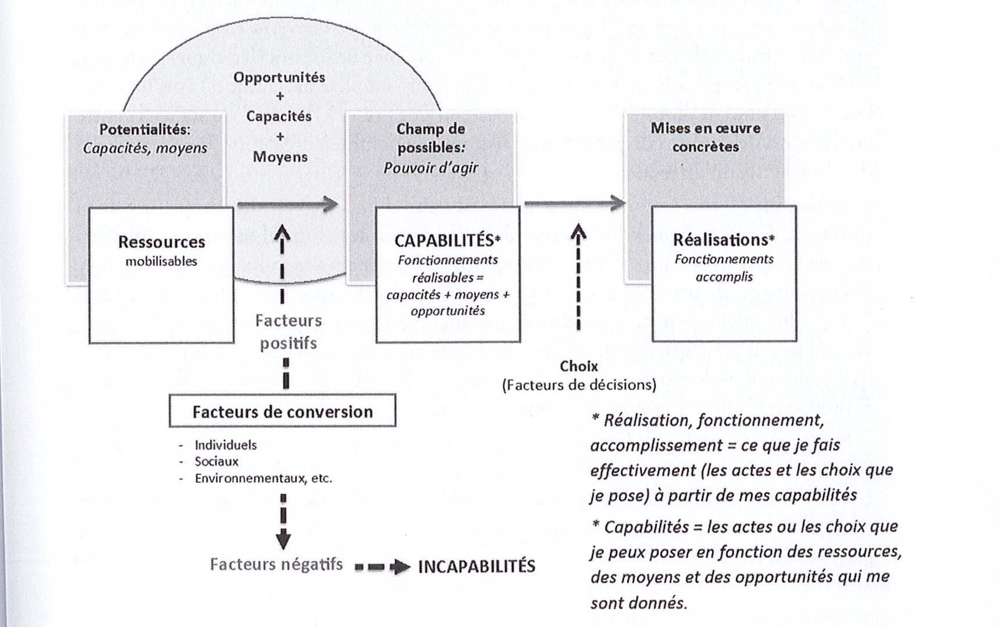 Opportunités
+
Capacités
+
Moyens
Potentialités:
Capacités, moyens
Ressources
mobilisables
Champ de
possibles:
Pouvoir d'agir
CAPABILITÉS*
Fonctionnements
réalisables =
capacités + moyens +
opportunités
Mises en œuvre
concrètes
Réalisations*
Fonctionnements
accomplis
Facteurs
positifs
Choix
(Facteurs de décisions)
Facteurs de conversion
- Individuels
- Sociaux
- Environnementaux, etc.
Facteurs négatifs
INCAPABILITÉS
* Réalisation, fonctionnement,
accomplissement = ce que je fais
effectivement (les actes et les choix que
je pose) à partir de mes capabilités
* Capabilités = les actes ou les choix que
je peux poser en fonction des ressources,
des moyens et des opportunités qui me
sont donnés.